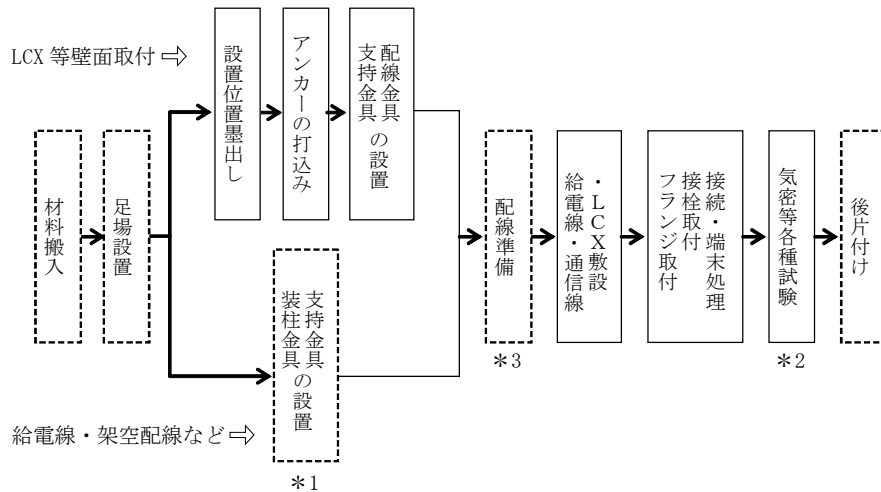 LCX 等壁面取付⇨
設置位置墨出し
アンカーの打込み
配線金具
支持金具
の設置
材料搬入
足場設置
配線準備
＊3
給電線・通信線
・LCX敷設
接続・端末処理
接栓取付
フランジ取付
気密等各種試験
＊2
後片付け
支持金具
装柱金具
の設置
給電線・架空配線など⇨
＊1